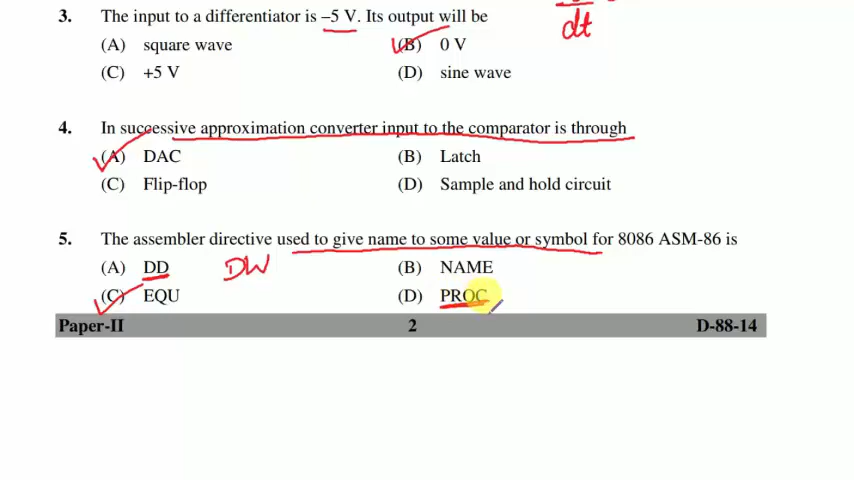 3. The input to a differentiator is –5 V. Its output will be
dt
(A) square wave (B) 0 V
(C) +5 V (D) sine wave
4. In successive approximation converter input to the comparator is through
(A) DAC (B) Latch
(C) Flip-flop (D) Sample and hold circuit
5. The assembler directive used to give name to some value or symbol for 8086 ASM-86 is
(A) DD DW (B) NAME
(C) EQU (D) PROC
Paper-II 2 D-88-14